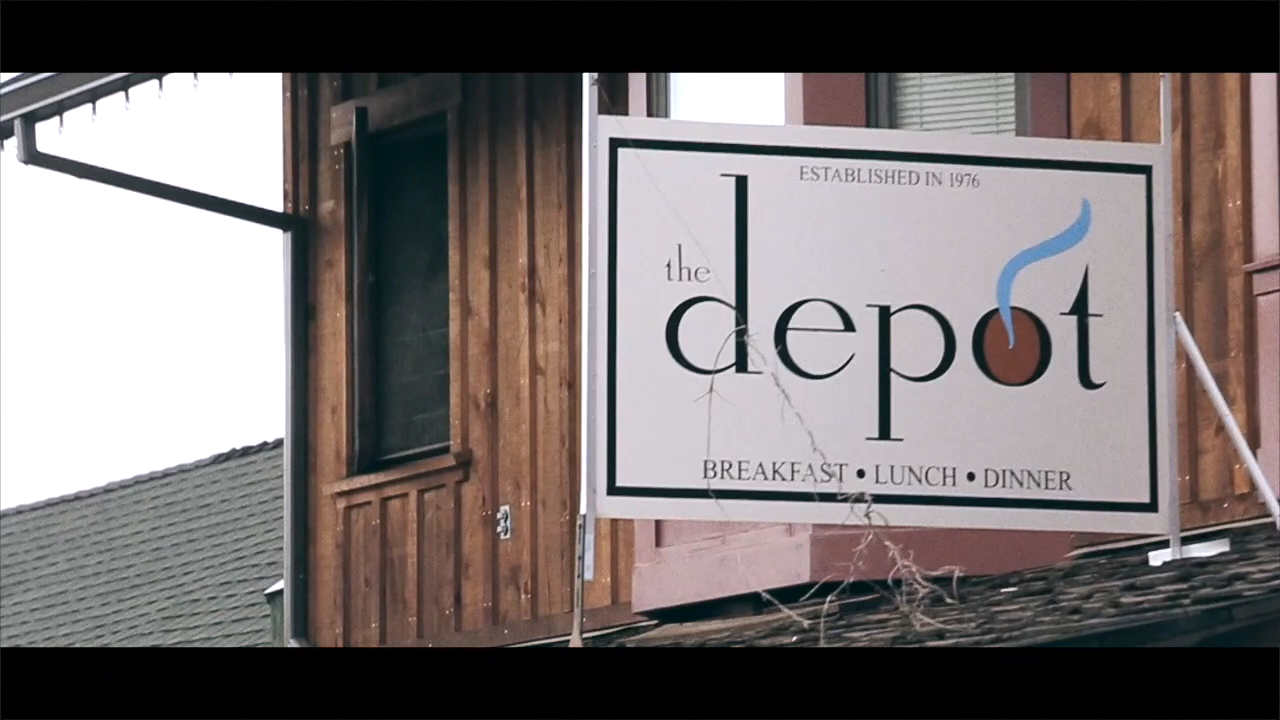 ESTABLISHED IN 1976
the
depot
BREAKFAST • LUNCH • DINNER